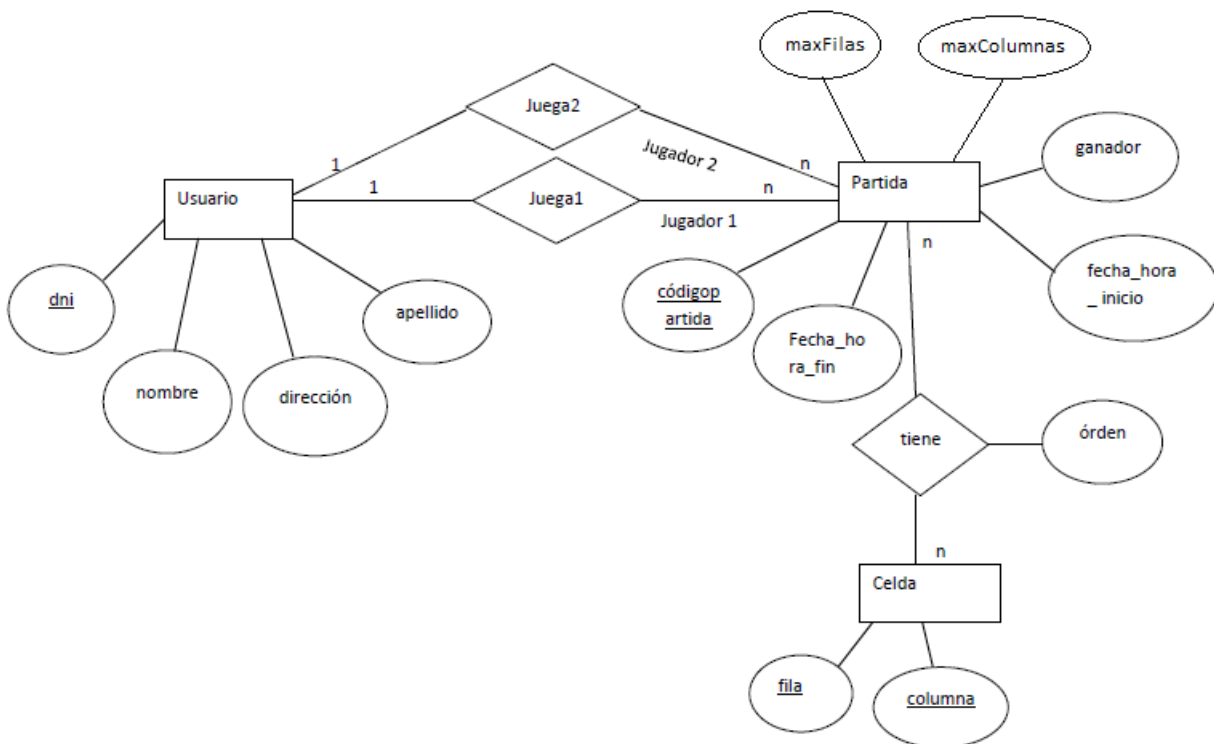 maxFilas
maxColumnas
Juega2
ganador
1
Jugador 2
n
Partida
Usuario
1
Juega1
n
Jugador 1
n
dni
apellido
códigop
artida
fecha_hora
_ inicio
Fecha_ho
ra_fin
nombre
dirección
tiene
órden
n
Celda
fila
columna